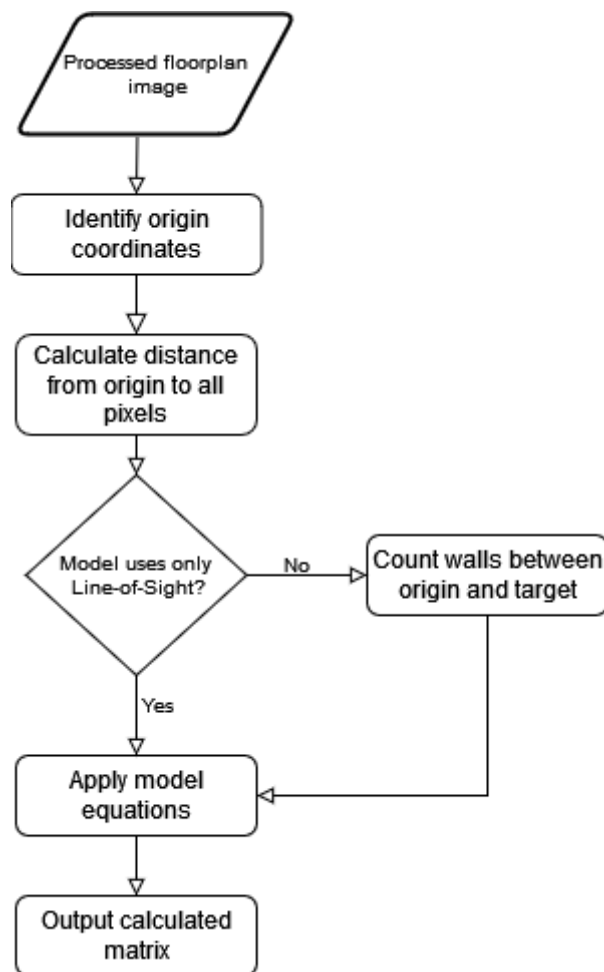 Processed floorplan
image
Identify origin
coordinates
Calculate distance
from origin to all
pixels
Model uses only
Line-of-Sight?
No
Count walls between
origin and target
Yes
Apply model
equations
Output calculated
matrix